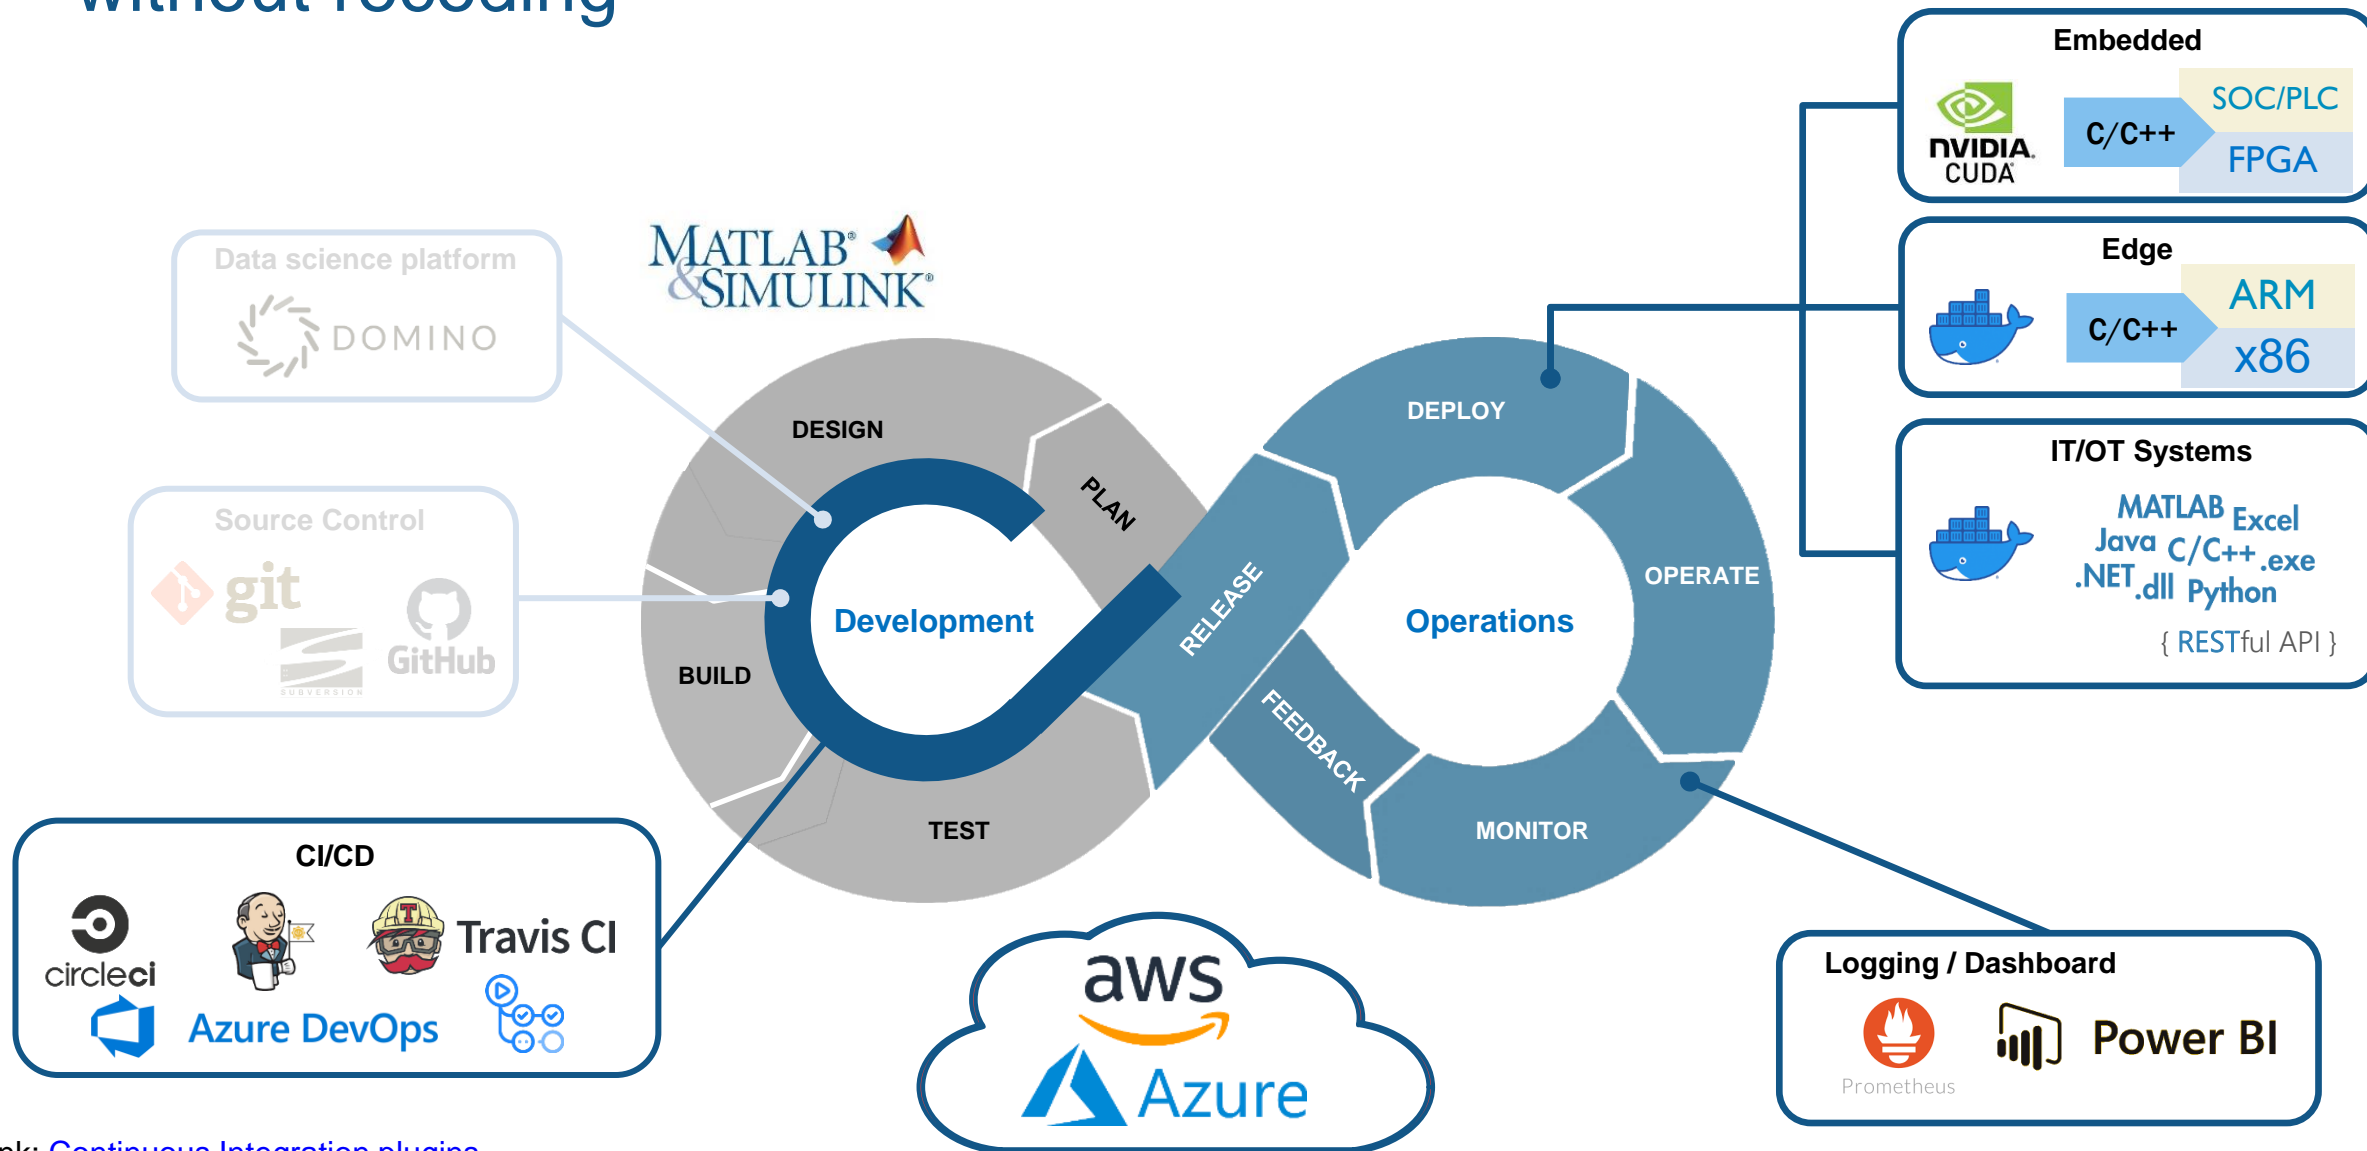 without recoding
Embedded
NVIDIA.
CUDA
C/C++
SOC/PLC
FPGA
Edge
C/C++
ARM
x86
IT/OT Systems
MATLAB Excel
Java C/C++ .exe
.NET .dll Python
{ RESTful API }
Data science platform
DOMINO
MATLAB®
&SIMULINK®
Source Control
git
SUBVERSION
GitHub
DESIGN
PLAN
BUILD
TEST
Development
RELEASE
DEPLOY
OPERATE
MONITOR
FEEDBACK
Operations
CI/CD
circleci
T
Travis CI
Azure DevOps
aws
Azure
Logging / Dashboard
Prometheus
Power BI
Continuous Integration plugins